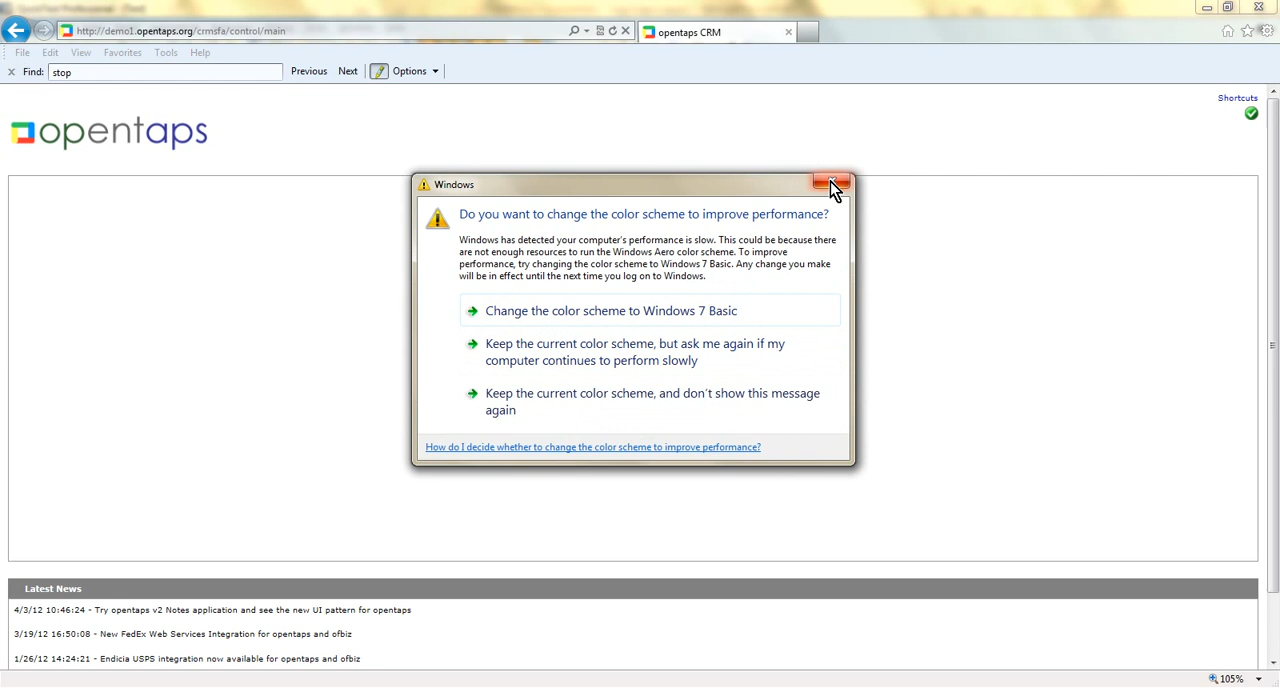 http://demo1.opentaps.org/crmsfa/control/main
opentaps CRM
File Edit View Favorites Tools Help
Find: stop Previous Next Options
Shortcuts
opentaps
Windows
Do you want to change the color scheme to improve performance?
Windows has detected your computer's performance is slow. This could be because there
are not enough resources to run the Windows Aero color scheme. To improve
performance, try changing the color scheme to Windows 7 Basic. Any change you make
will be in effect until the next time you log on to Windows.
Change the color scheme to Windows 7 Basic
Keep the current color scheme, but ask me again if my
computer continues to perform slowly
Keep the current color scheme, and don't show this message
again
How do I decide whether to change the color scheme to improve performance?
Latest News
4/3/12 10:46:24 - Try opentaps v2 Notes application and see the new UI pattern for opentaps
3/19/12 16:50:08 - New FedEx Web Services Integration for opentaps and ofbiz
1/26/12 14:24:21 - Endicia USPS integration now available for opentaps and ofbiz
105%